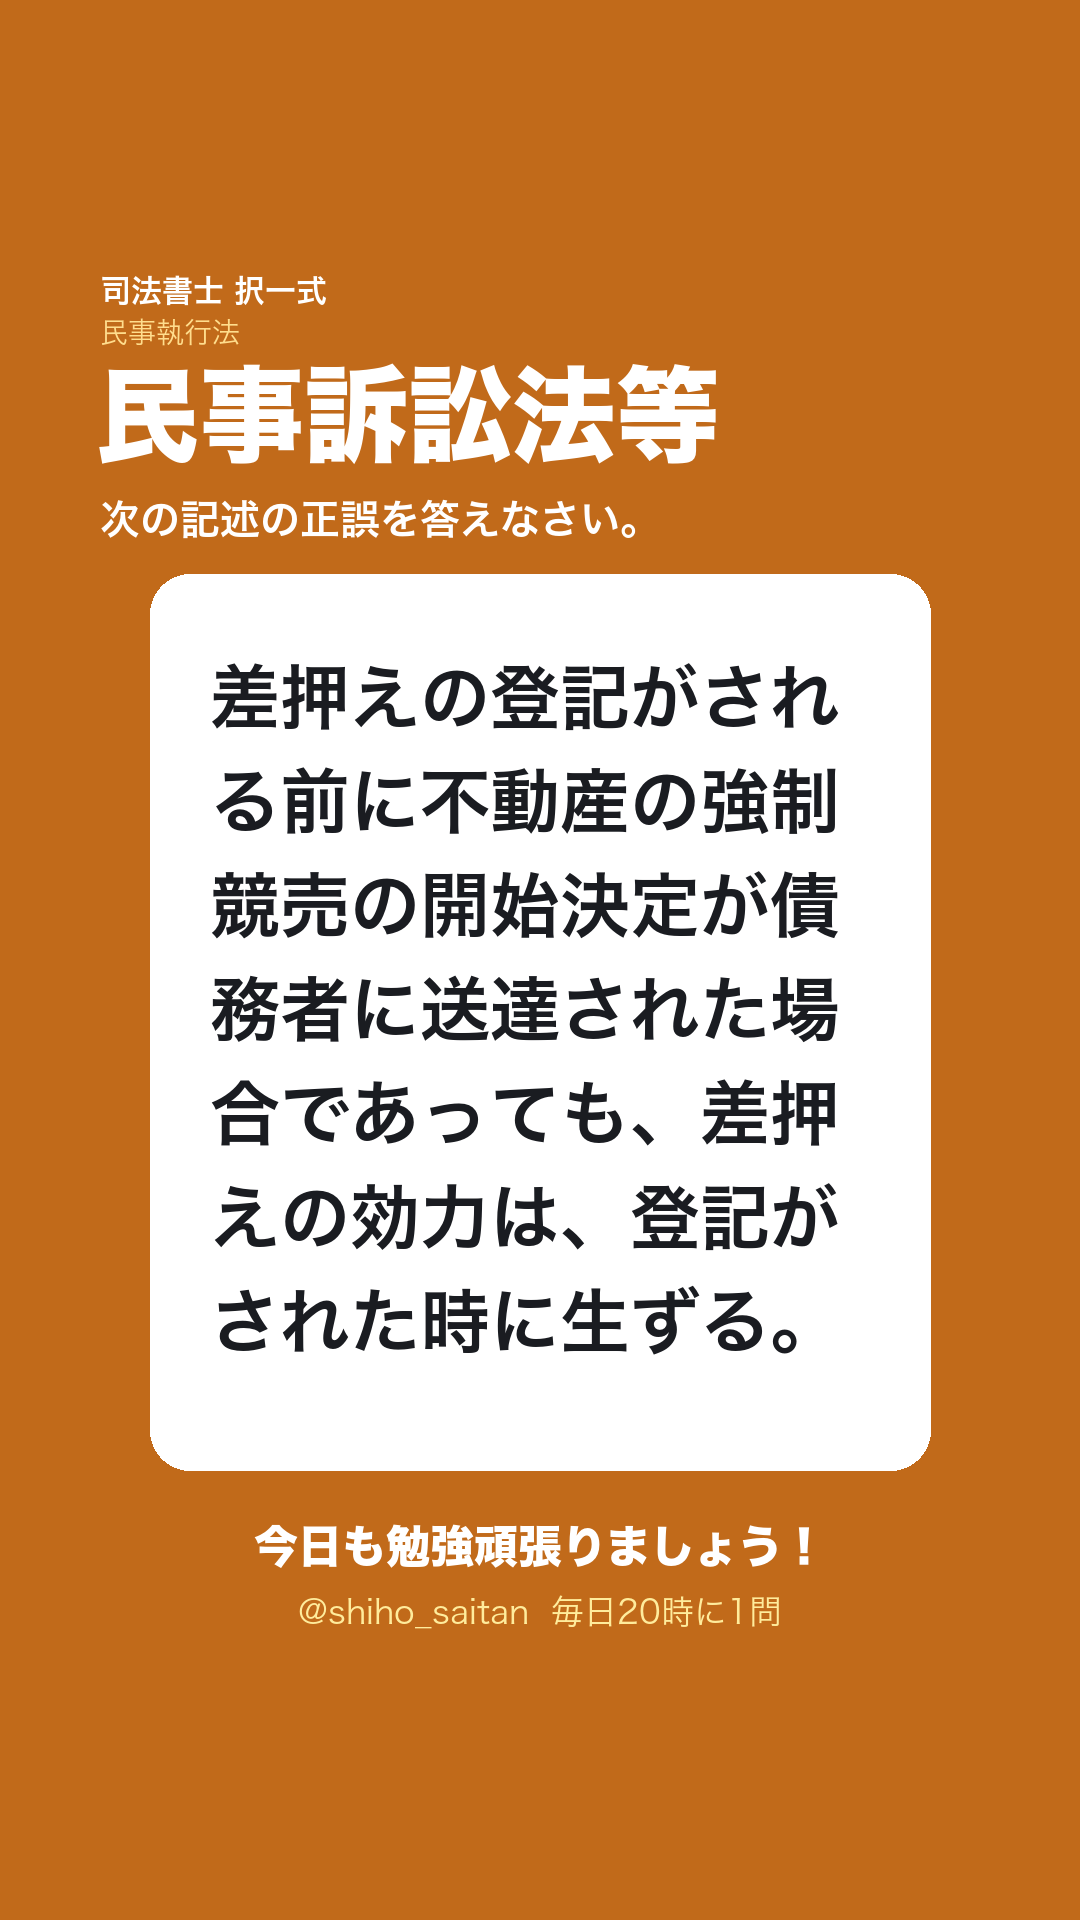 司法書士 択一式
民事執行法
民事訴訟法等
次の記述の正誤を答えなさい。
差押えの登記がされ
る前に不動産の強制
競売の開始決定が債
務者に送達された場
合であっても、差押
えの効力は、登記が
された時に生ずる。
今日も勉強頑張りましょう！
@shiho_saitan 毎日20時に1問